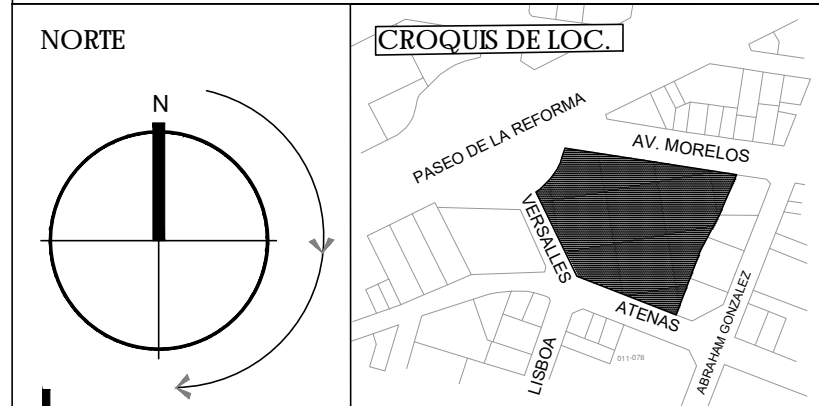 NORTE
N
CROQUIS DE LOC.
PASEO DE LA REFORMA
AV. MORELOS
VERSALLES
ATENAS
LISBOA
ABRAHAM GONZALEZ
011-078